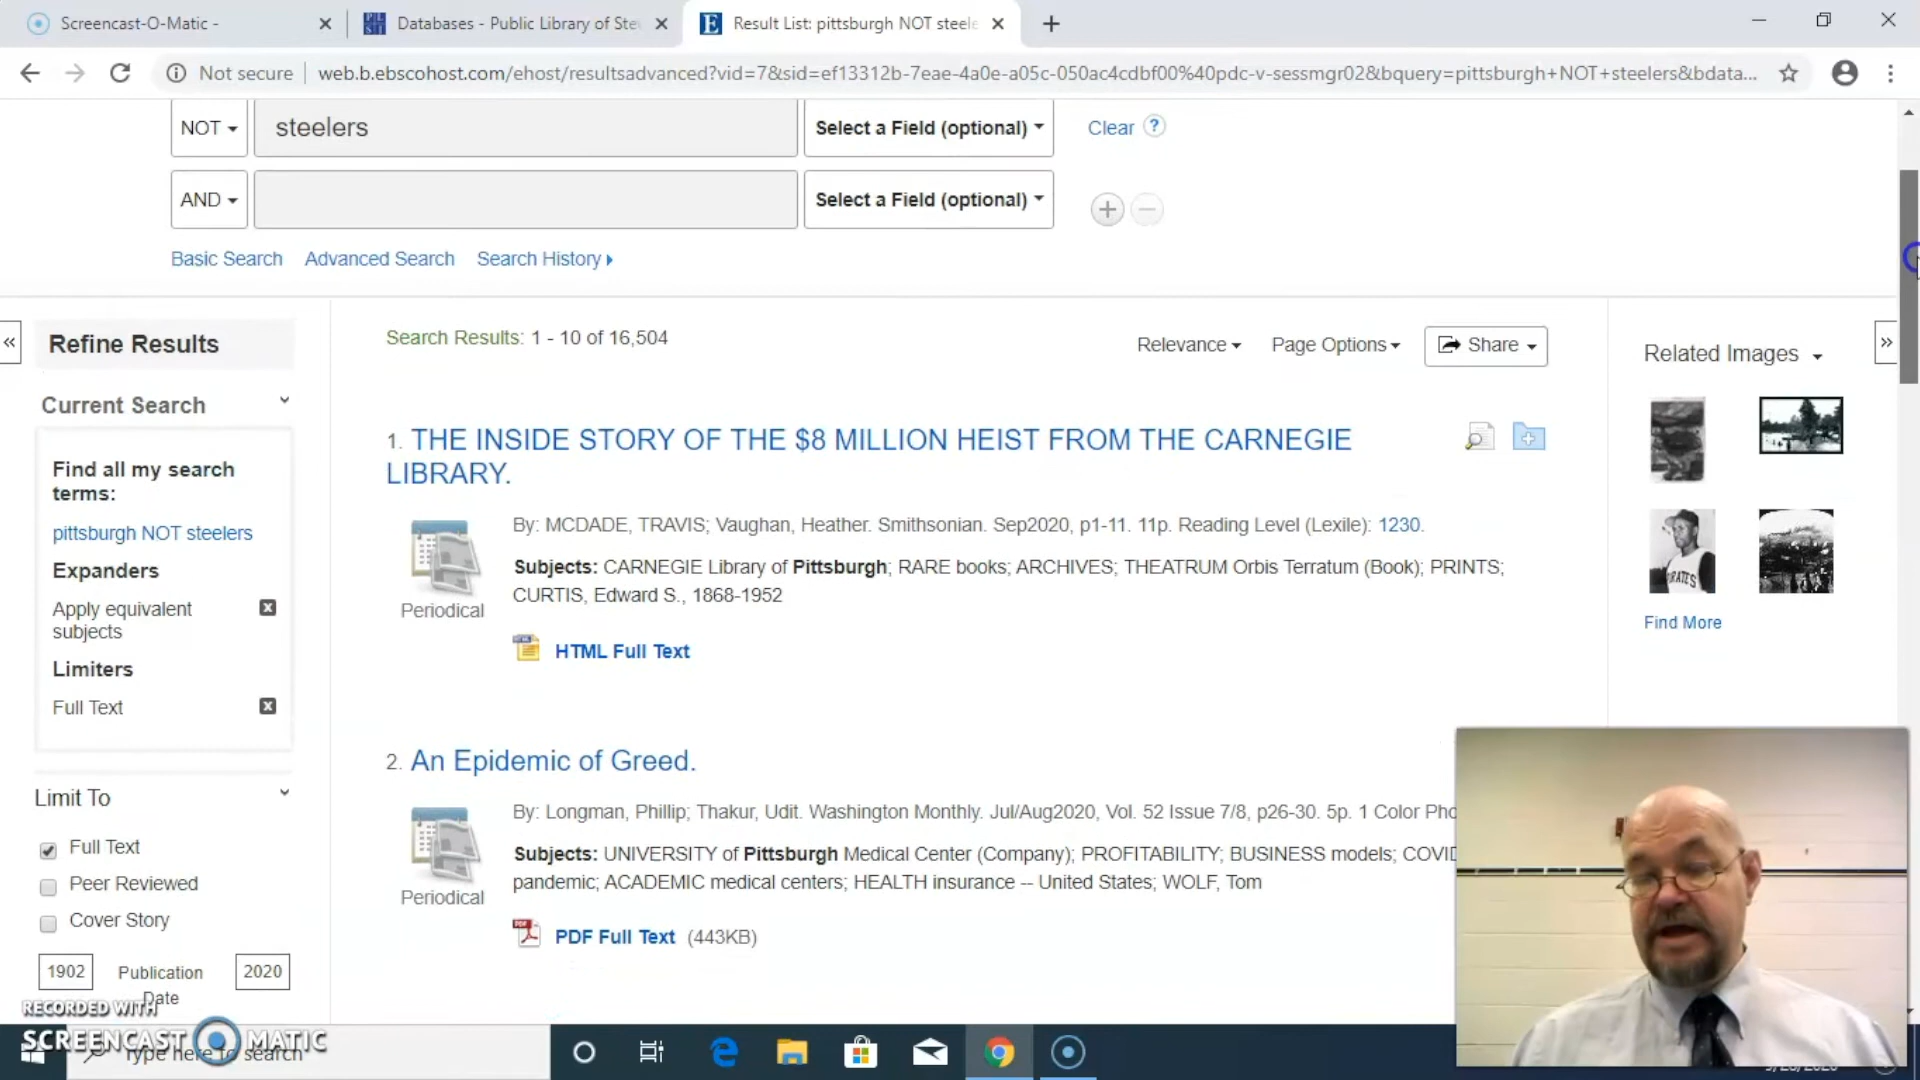 Screencast-O-Matic -
Databases - Public Library of Ste
Result List: pittsburgh NOT steele
Not secure
web.b.ebscohost.com/ehost/resultsadvanced?vid=7&sid=ef13312b-7eae-4a0e-a05c-050ac4cdbf00%40pdc-v-sessmgr02&bquery=pittsburgh+NOT+steelers&bdata...
NOT steelers Select a Field (optional) Clear ?
AND Select a Field (optional)
Basic Search Advanced Search Search History
Refine Results
Current Search
Find all my search
terms:
pittsburgh NOT steelers
Expanders
Apply equivalent
subjects
Limiters
Full Text
Limit To
Full Text
Peer Reviewed
Cover Story
1902 Publication 2020
Date
Search Results: 1 - 10 of 16,504
Relevance Page Options Share
1. THE INSIDE STORY OF THE $8 MILLION HEIST FROM THE CARNEGIE
LIBRARY.
By: MCDADE, TRAVIS; Vaughan, Heather. Smithsonian. Sep2020, p1-11. 11p. Reading Level (Lexile): 1230.
Subjects: CARNEGIE Library of Pittsburgh; RARE books; ARCHIVES; THEATRUM Orbis Terratum (Book); PRINTS;
CURTIS, Edward S., 1868-1952
Periodical
HTML Full Text
2. An Epidemic of Greed.
By: Longman, Phillip; Thakur, Udit. Washington Monthly. Jul/Aug2020, Vol. 52 Issue 7/8, p26-30. 5p. 1 Color Pho
Subjects: UNIVERSITY of Pittsburgh Medical Center (Company); PROFITABILITY; BUSINESS models; COVID
pandemic; ACADEMIC medical centers; HEALTH insurance -- United States; WOLF, Tom
Periodical
PDF Full Text (443KB)
Related Images
PIRATES
Find More
RECORDED WITH
SCREENCAST MATIC
Type here to search